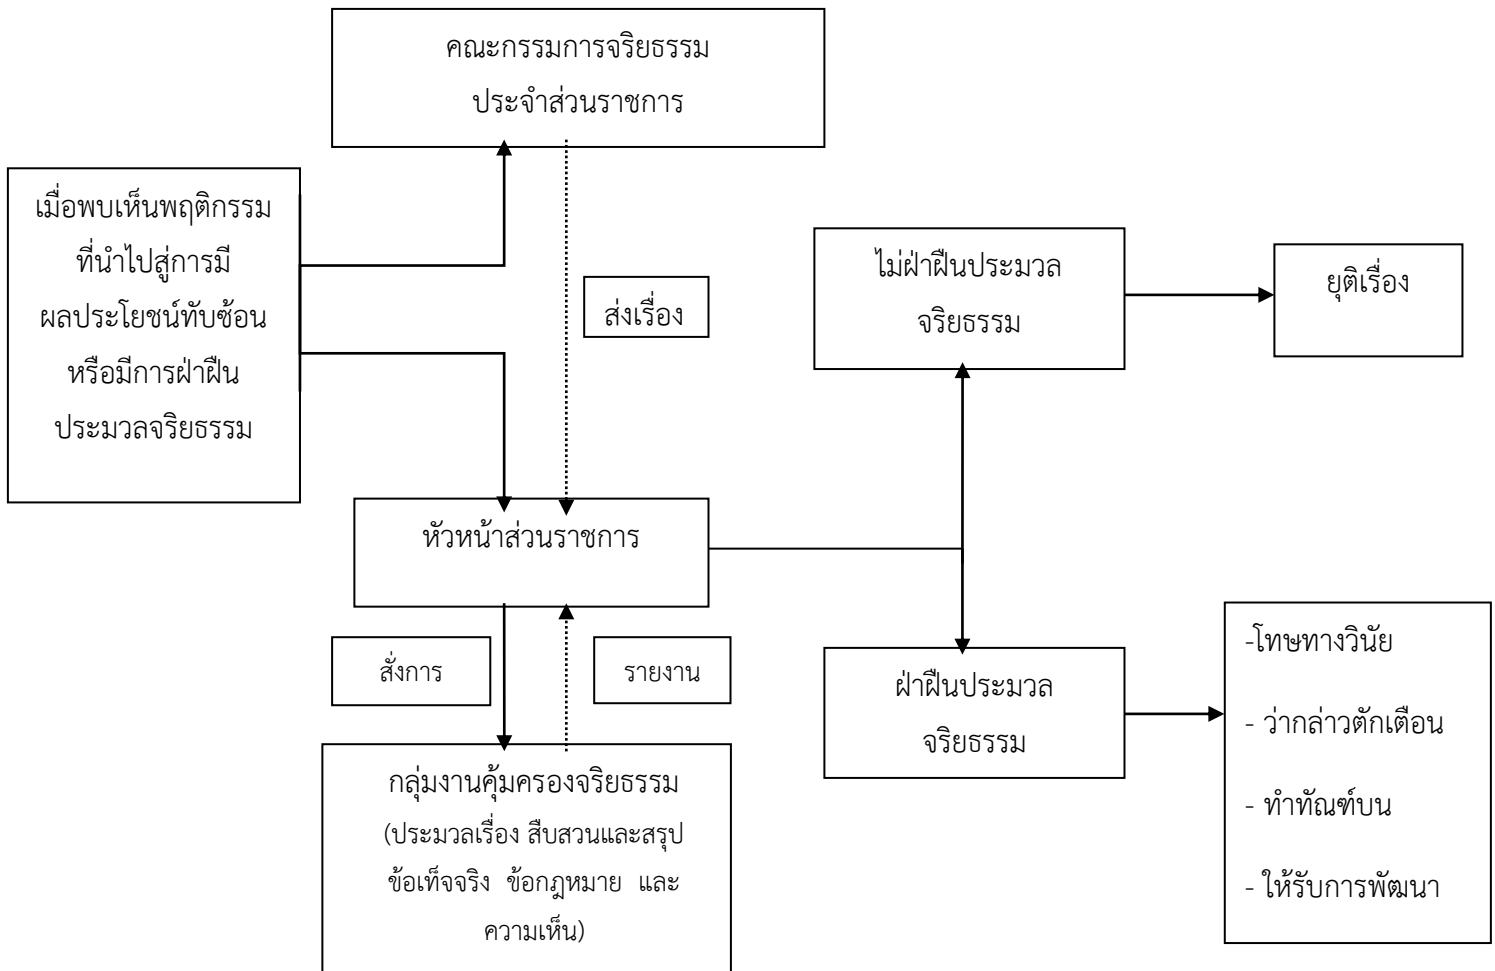 คณะกรรมการจริยธรรม
ประจำส่วนราชการ
เมื่อพบเห็นพฤติกรรม
ที่นำไปสู่การมี
ผลประโยชน์ทับซ้อน
หรือมีการฝ่าฝืน
ประมวลจริยธรรม
ส่งเรื่อง
ไม่ฝ่าฝืนประมวล
จริยธรรม
ยุติเรื่อง
หัวหน้าส่วนราชการ
สั่งการ
รายงาน
ฝ่าฝืนประมวล
จริยธรรม
-โทษทางวินัย
- ว่ากล่าวตักเตือน
- ทำทัณฑ์บน
- ให้รับการพัฒนา
กลุ่มงานคุ้มครองจริยธรรม
(ประมวลเรื่อง สืบสวนและสรุป
ข้อเท็จจริง ข้อกฎหมาย และ
ความเห็น)